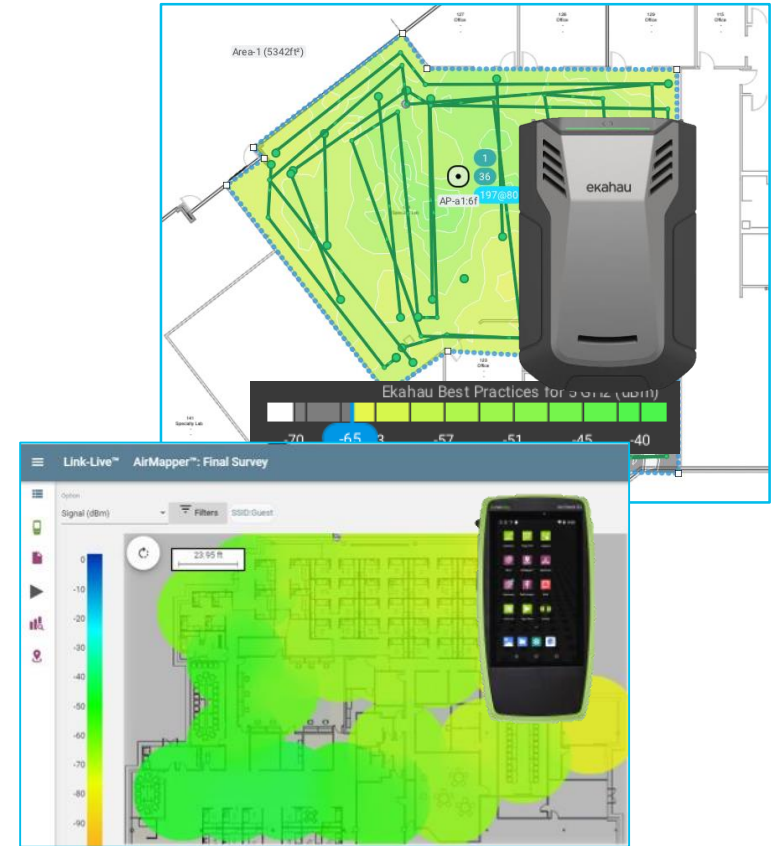 127
Office
128
Office
129
Office
115
Office
Area-1 (5342ft²)
1
36
AP-a1:6f
197@80
ekahau
133
Office
141
Specialty Lab
Ekahau Best Practices for 5 GHz (dBm)
-70
-65
3
-57
-51
-45
-40
Link-Live™ AirMapper™: Final Survey
Option
Signal (dBm)
Filters
SSID:Guest
23.95 ft
0
-10
-20
-30
-40
-50
-60
-70
-80
-90